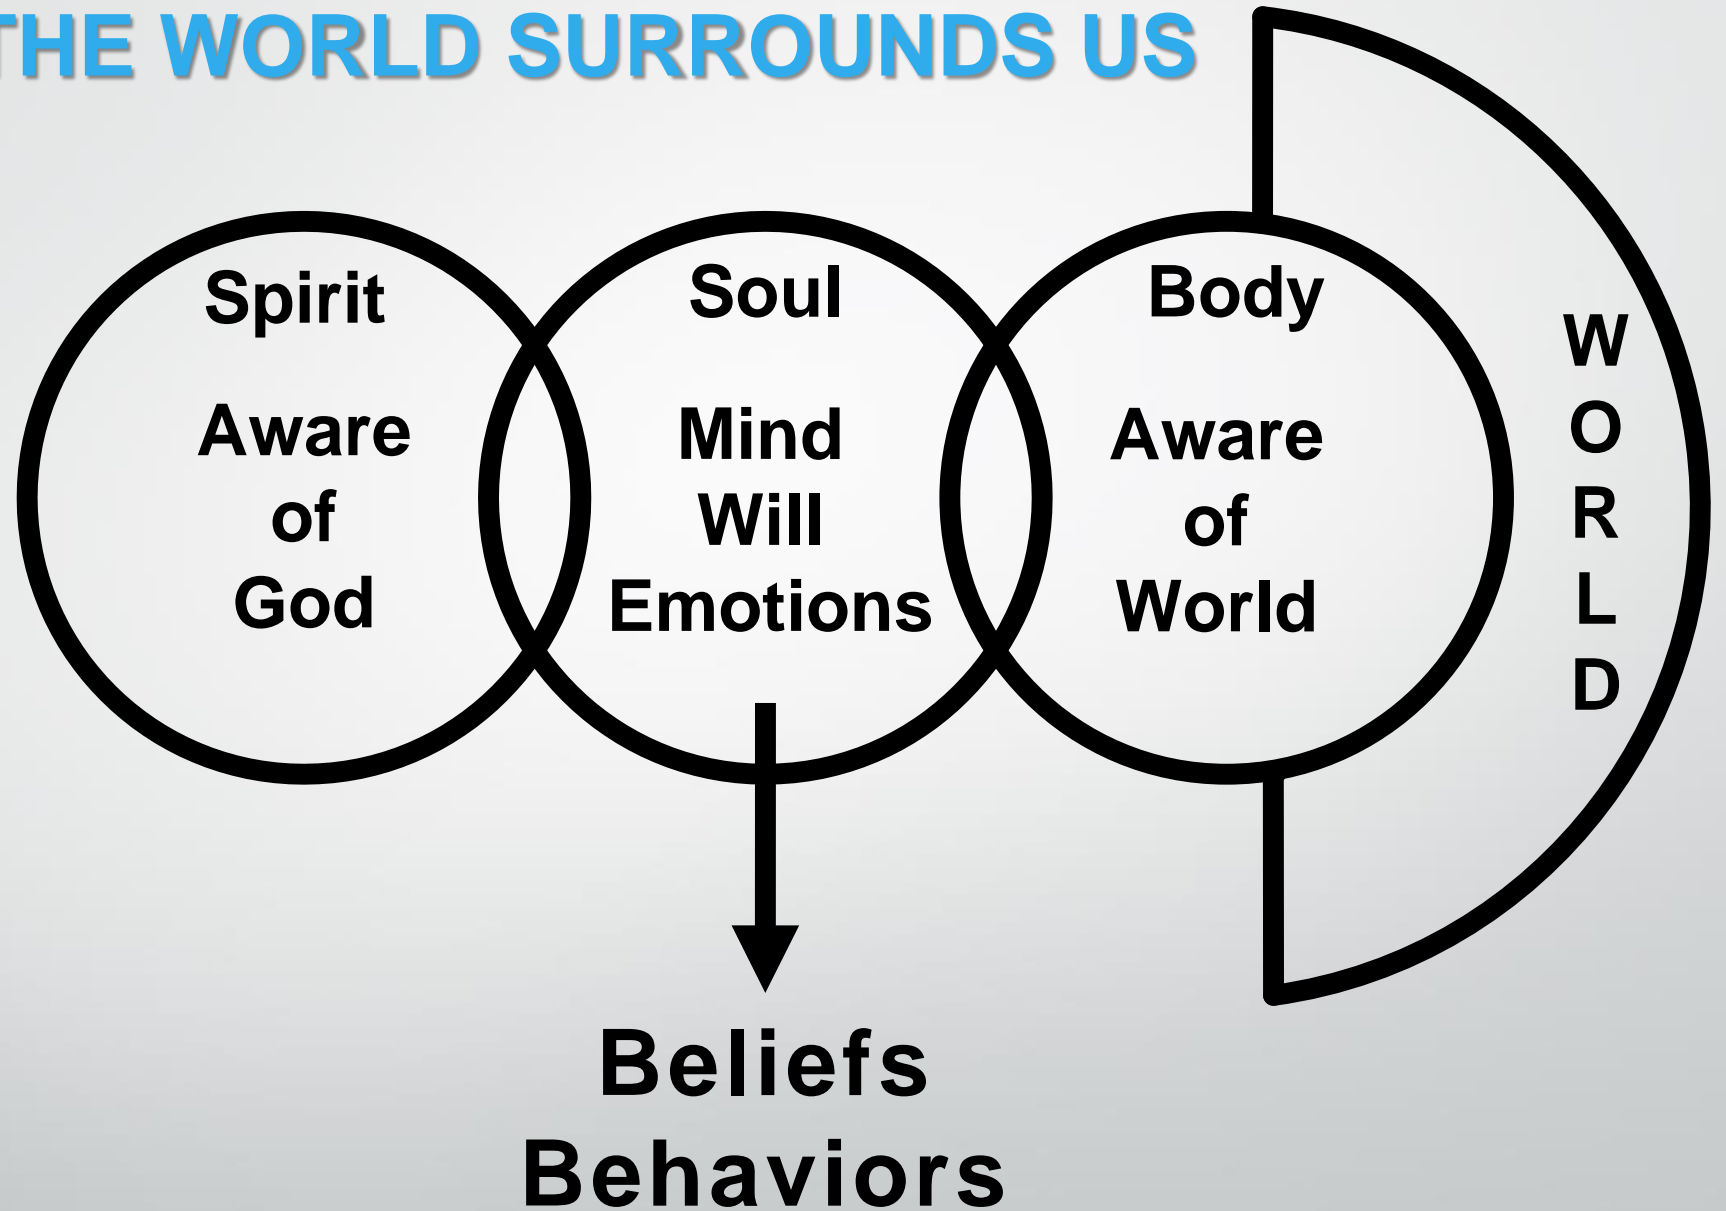 THE WORLD SURROUNDS US
Spirit
Aware
of
God
Soul
Mind
Will
Emotions
Body
Aware
of
World
W
O
R
L
D
Beliefs
Behaviors